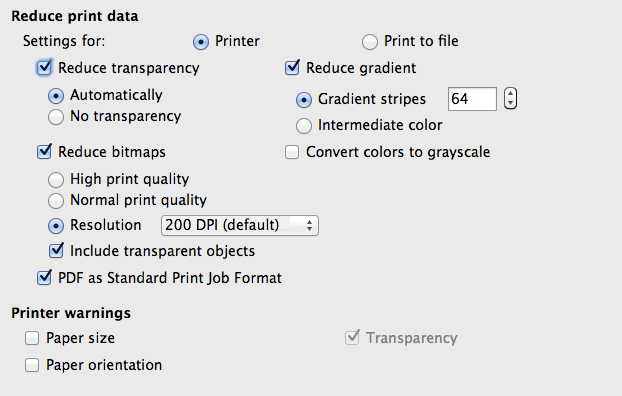 Reduce print data
Settings for: Printer Print to file
Reduce transparency Reduce gradient
Automatically Gradient stripes 64
No transparency Intermediate color
Reduce bitmaps Convert colors to grayscale
High print quality
Normal print quality
Resolution 200 DPI (default)
Include transparent objects
PDF as Standard Print Job Format
Printer warnings
Paper size Transparency
Paper orientation